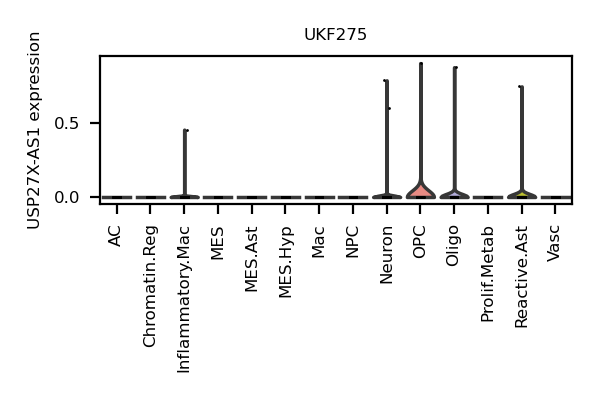 UKF275
USP27X-AS1 expression
0.5
0.0
AC
Chromatin.Reg
Inflammatory.Mac
MES
MES.Ast
MES.Hyp
Mac
NPC
Neuron
OPC
Oligo
Prolif.Metab
Reactive.Ast
Vasc